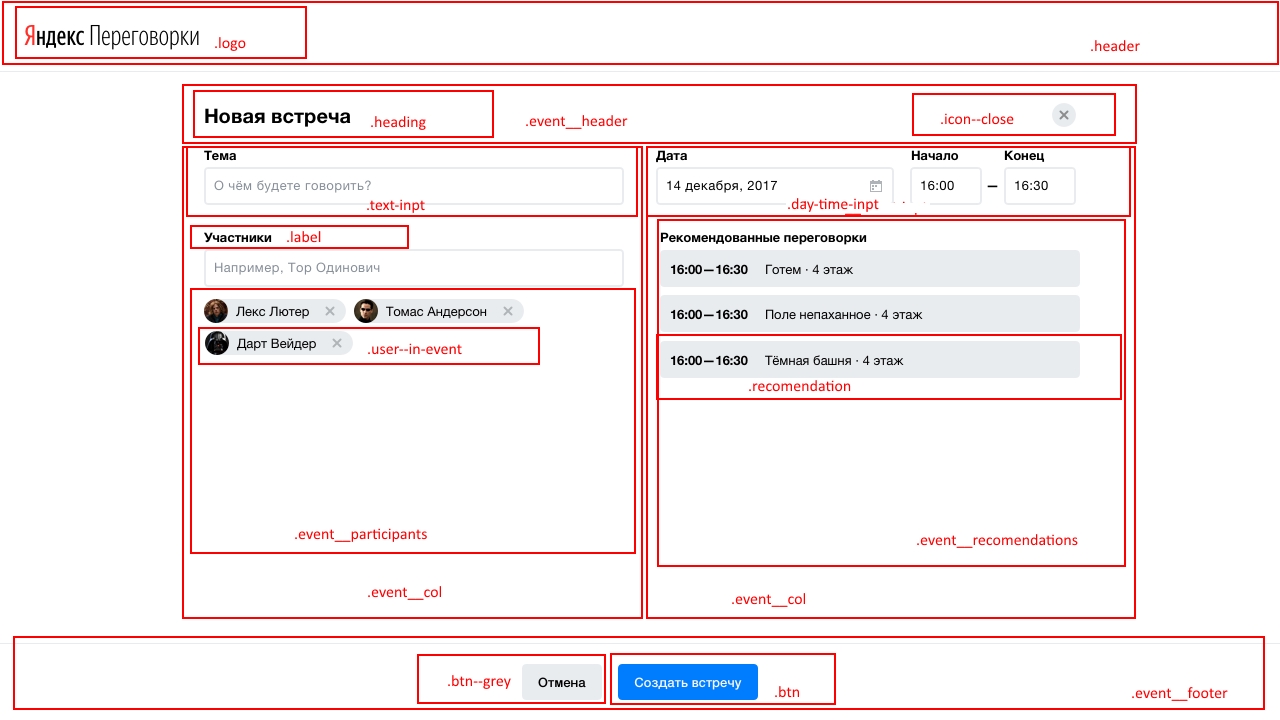 Яндекс Переговорки .logo .header
Новая встреча .heading .event__header .icon--close
Тема
О чём будете говорить?
.text-inpt
Дата Начало Конец
14 декабря, 2017 16:00 — 16:30
.day-time-inpt
Участники .label
Например, Тор Одинович
Лекс Лютер Томас Андерсон
Дарт Вейдер .user--in-event
.event__participants
.event__col
Рекомендованные переговорки
16:00—16:30 Готем · 4 этаж
16:00—16:30 Поле непаханное · 4 этаж
16:00—16:30 Тёмная башня · 4 этаж
.recomendation
.event__recomendations
.event__col
.btn--grey Отмена Создать встречу .btn .event__footer